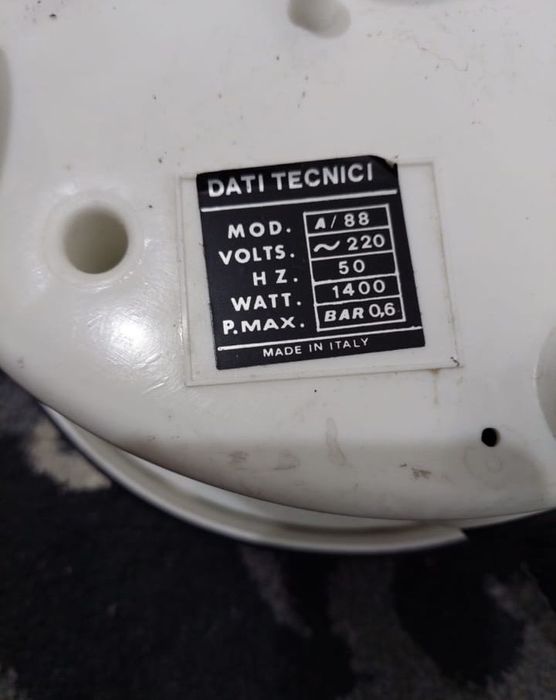 DATI TECNICI
MOD. A/88
VOLTS. ~ 220
HZ. 50
WATT. 1400
P.MAX. BAR 0,6
MADE IN ITALY